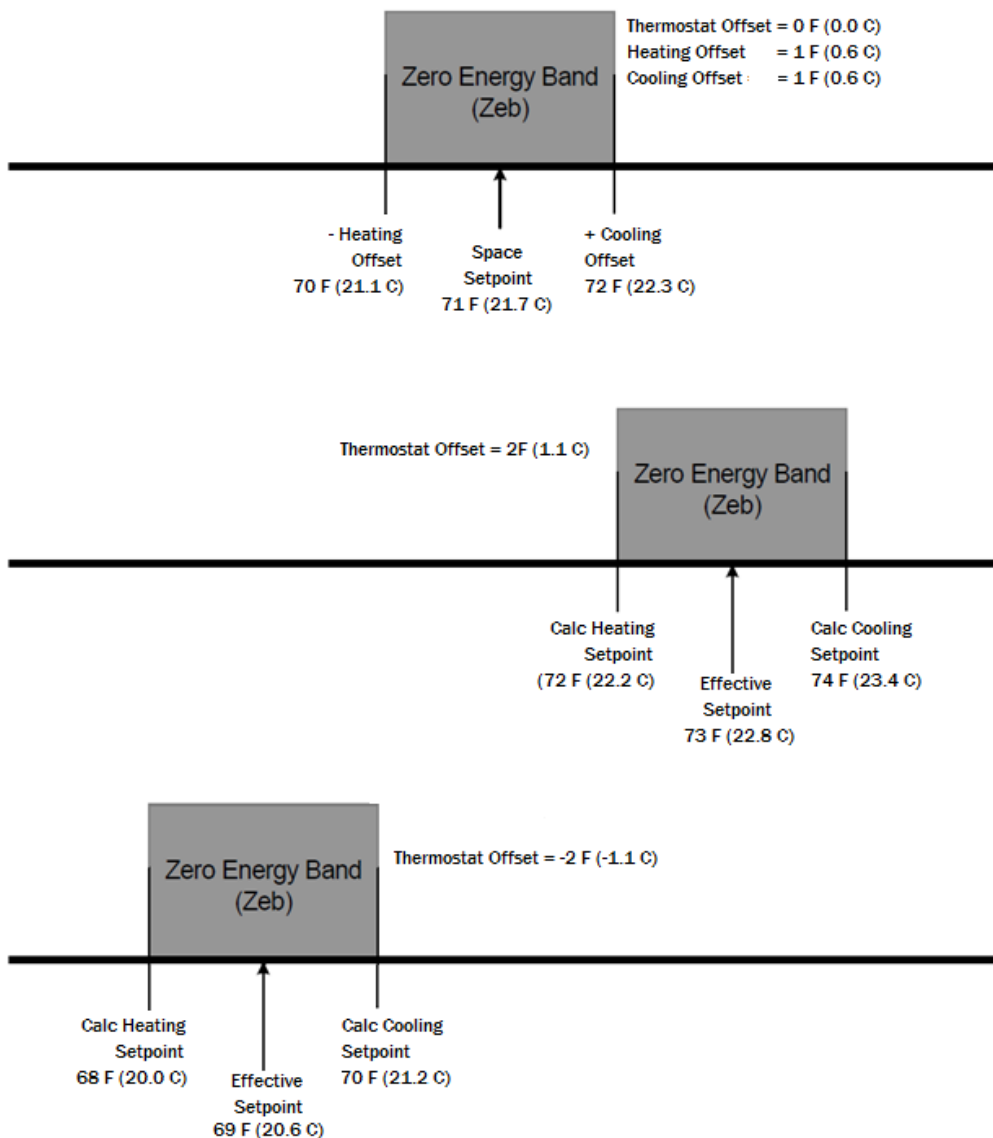 Thermostat Offset = 0 F (0.0 C)
Heating Offset = 1 F (0.6 C)
Cooling Offset : = 1 F (0.6 C)
Zero Energy Band
(Zeb)
- Heating
Offset
70 F (21.1 C)
Space
Setpoint
71 F (21.7 C)
+ Cooling
Offset
72 F (22.3 C)
Thermostat Offset = 2F (1.1 C)
Zero Energy Band
(Zeb)
Calc Heating
Setpoint
(72 F (22.2 C)
Effective
Setpoint
73 F (22.8 C)
Calc Cooling
Setpoint
74 F (23.4 C)
Zero Energy Band
(Zeb)
Thermostat Offset = -2 F (-1.1 C)
Calc Heating
Setpoint
68 F (20.0 C)
Effective
Setpoint
69 F (20.6 C)
Calc Cooling
Setpoint
70 F (21.2 C)